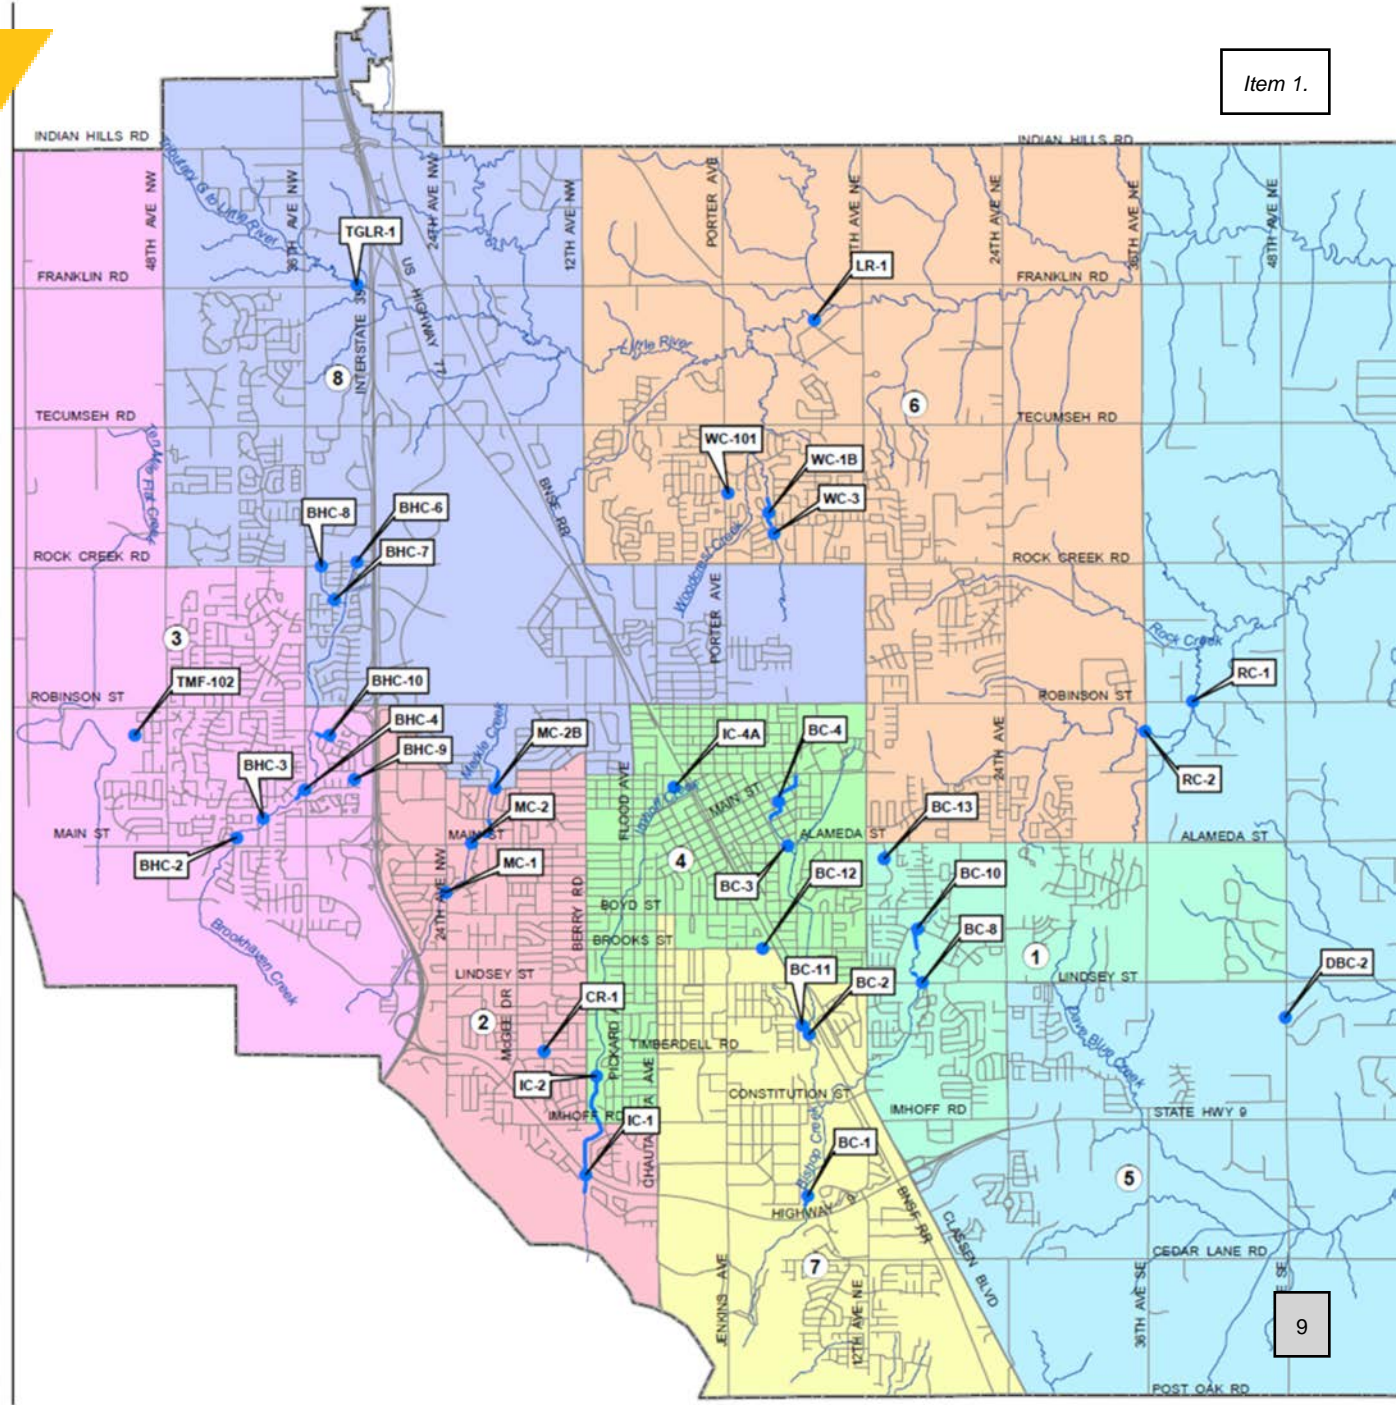 Item 1.
INDIAN HILLS RD
INDIAN HILLS RD
Tributary G to Little River
48TH AVE NW
36TH AVE NW
24TH AVE NW
12TH AVE NW
PORTER AVE
TH AVE NE
24TH AVE NE
36TH AVE NE
48TH AVE NE
TGLR-1
LR-1
FRANKLIN RD
US HIGHWAY 77
FRANKLIN RD
INTERSTATE 35
Little River
8
6
TECUMSEH RD
TECUMSEH RD
Ten Mile Flat Creek
WC-101
WC-1B
WC-3
BNSF RR
BHC-8
BHC-6
BHC-7
ROCK CREEK RD
ROCK CREEK RD
Woodcrest Creek
PORTER AVE
3
Rock Creek
TMF-102
BHC-10
RC-1
ROBINSON ST
ROBINSON ST
BHC-4
Merkle Creek
MC-2B
IC-4A
BC-4
BHC-9
24TH AVE
BHC-3
RC-2
FLOOD AVE
Imhoff Creek
MAIN ST
MC-2
BC-13
MAIN ST
MAIN ST
ALAMEDA ST
ALAMEDA ST
BHC-2
MC-1
4
BC-3
BC-12
BC-10
24TH AVE NW
BERRY RD
BOYD ST
BROOKS ST
BC-8
Brookhaven Creek
LINDSEY ST
BC-11
BC-2
1
LINDSEY ST
DBC-2
CR-1
2
McGEE DR
PICKARD A
TIMBERDELL RD
Dave Blue Creek
IC-2
CHAUTA A AVE
CONSTITUTION ST
IMHOFF RD
IMHOFF RD
STATE HWY 9
IC-1
Bishop Creek
BC-1
5
HIGHWAY 9
BNSF RR
CLASSEN BLVD
CEDAR LANE RD
7
JENKINS AVE
12TH AVE NE
36TH AVE SE
E SE
9
POST OAK RD